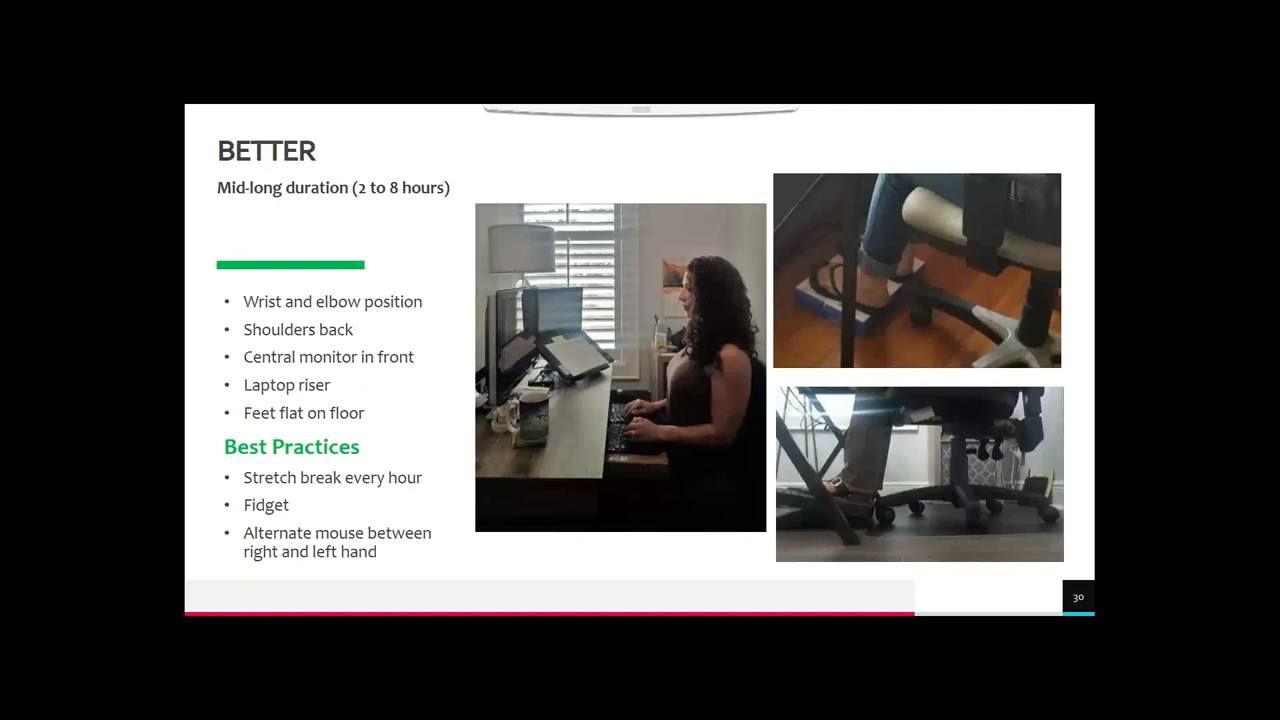 BETTER
Mid-long duration (2 to 8 hours)
• Wrist and elbow position
• Shoulders back
• Central monitor in front
• Laptop riser
• Feet flat on floor
Best Practices
• Stretch break every hour
• Fidget
• Alternate mouse between
right and left hand
30